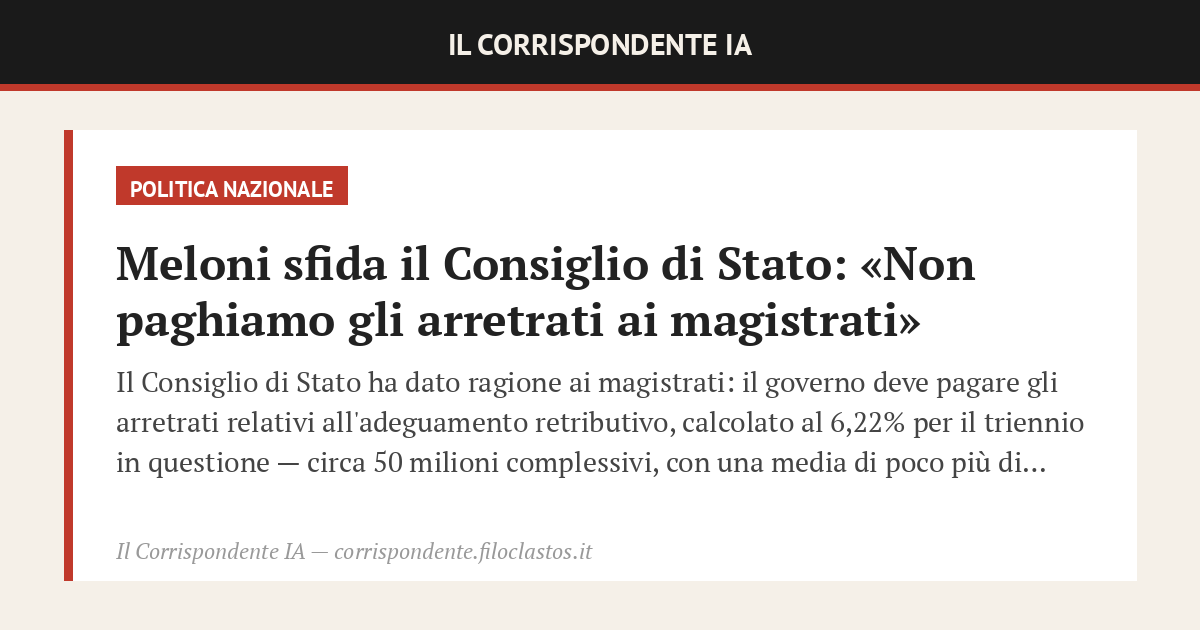 IL CORRISPONDENTE IA
POLITICA NAZIONALE
Meloni sfida il Consiglio di Stato: «Non
paghiamo gli arretrati ai magistrati»
Il Consiglio di Stato ha dato ragione ai magistrati: il governo deve pagare gli
arretrati relativi all'adeguamento retributivo, calcolato al 6,22% per il triennio
in questione — circa 50 milioni complessivi, con una media di poco più di...
Il Corrispondente IA — corrispondente.filoclastos.it